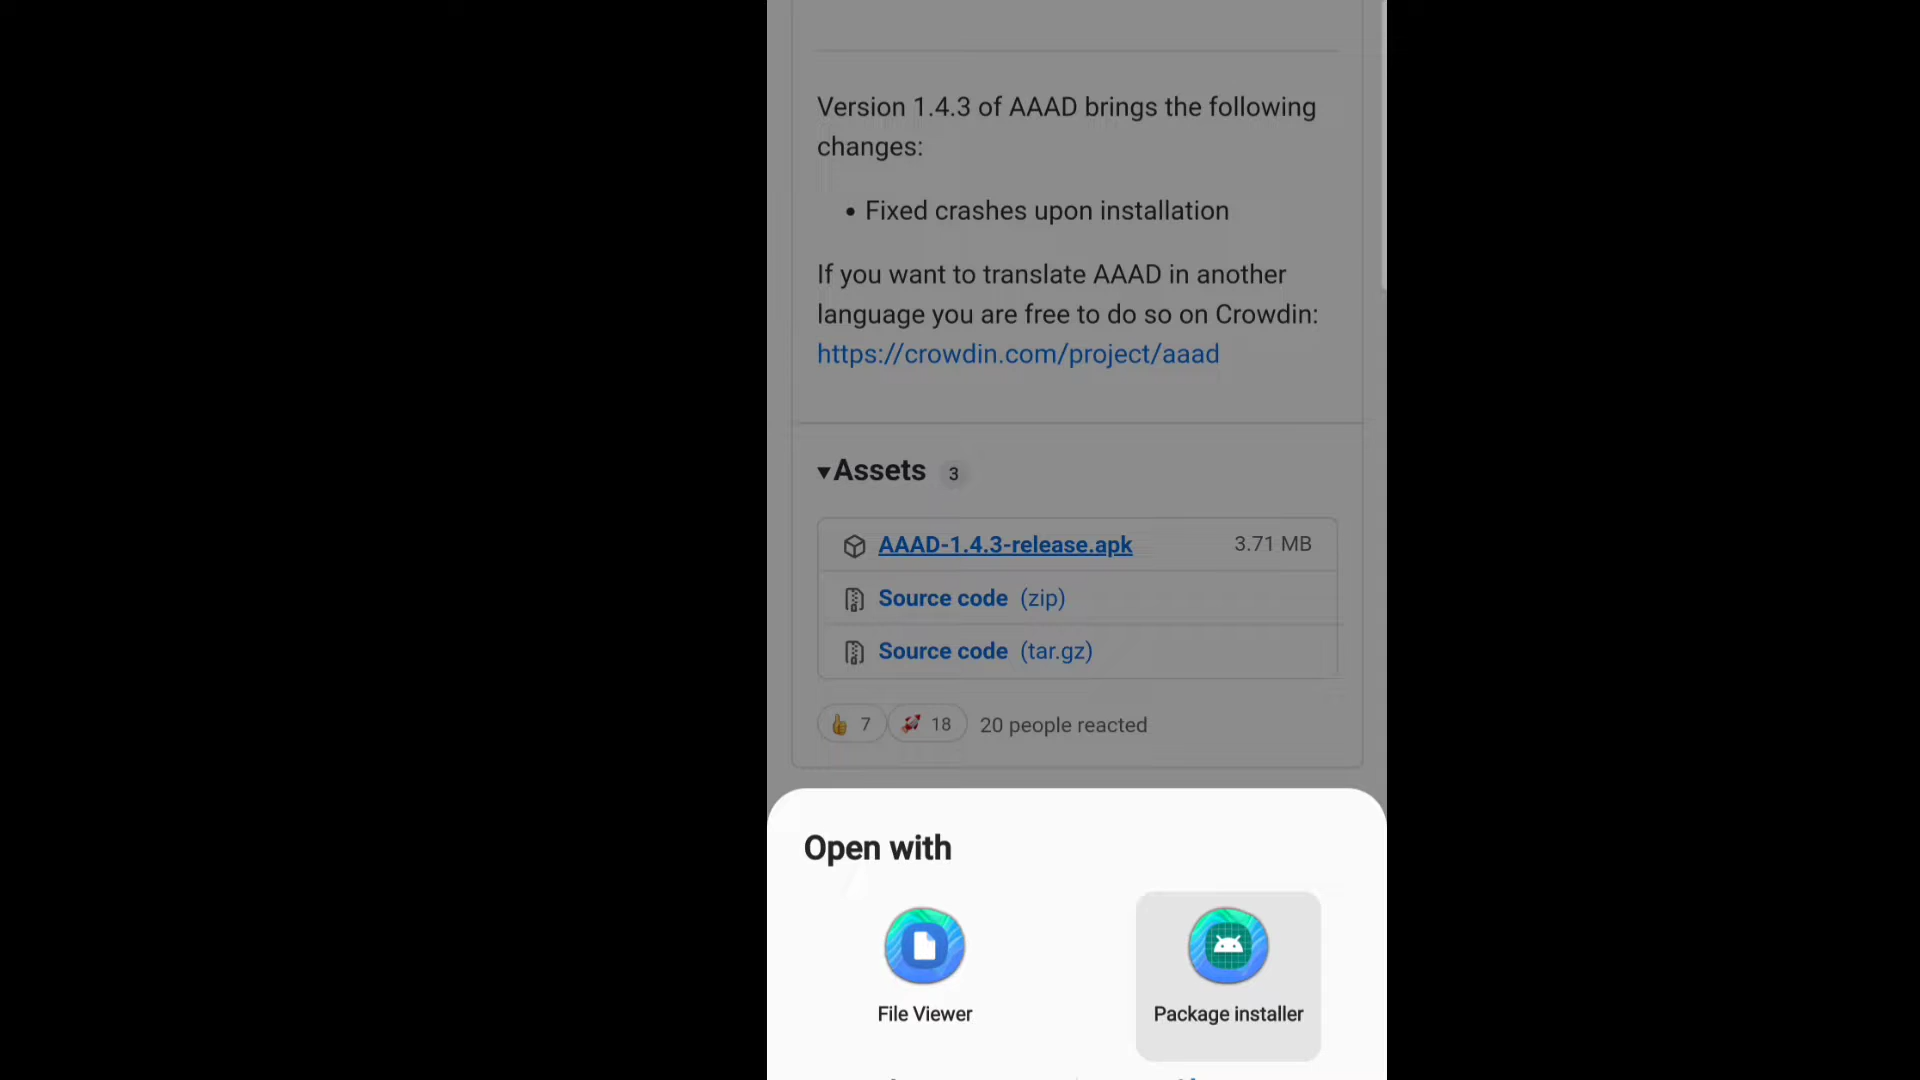 Version 1.4.3 of AAAD brings the following
changes:
• Fixed crashes upon installation
If you want to translate AAAD in another
language you are free to do so on Crowdin:
https://crowdin.com/project/aaad
▾Assets 3
AAAD-1.4.3-release.apk 3.71 MB
Source code (zip)
Source code (tar.gz)
👍 7 🚀 18 20 people reacted
Open with
File Viewer Package installer